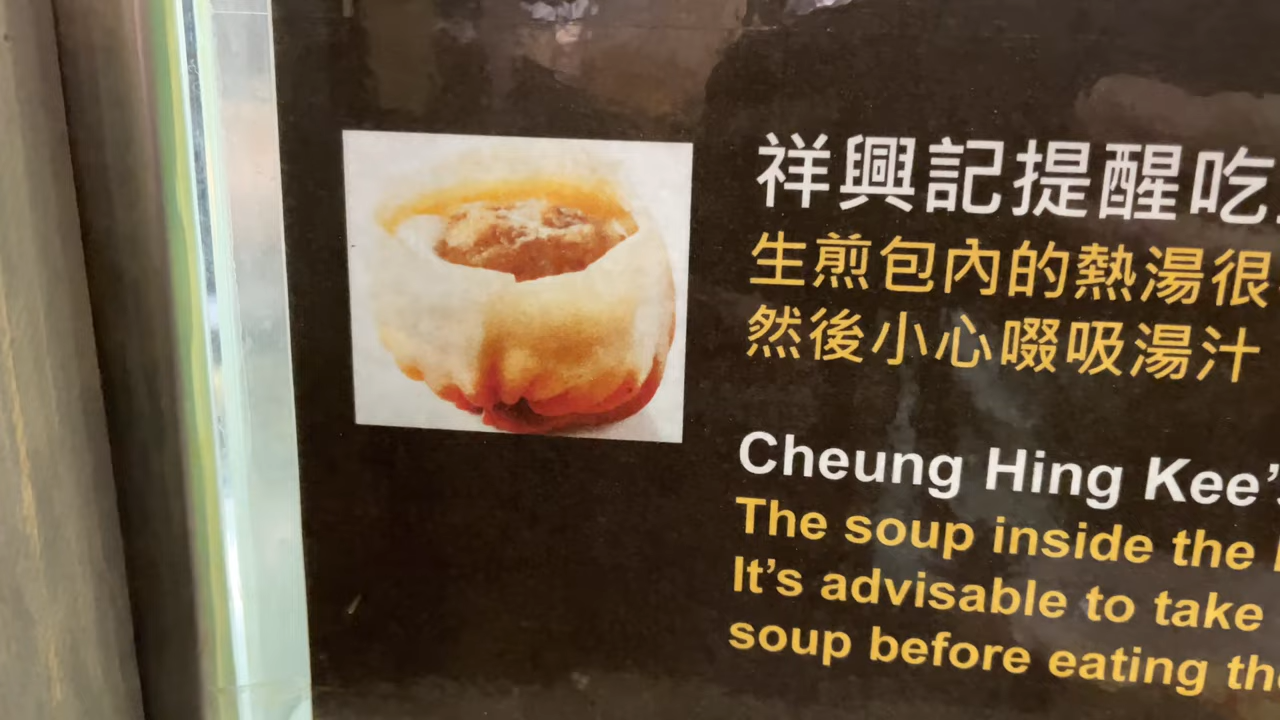 祥興記提醒吃
生煎包內的熱湯很
然後小心啜吸湯汁
Cheung Hing Kee's
The soup inside the
It's advisable to take
soup before eating the